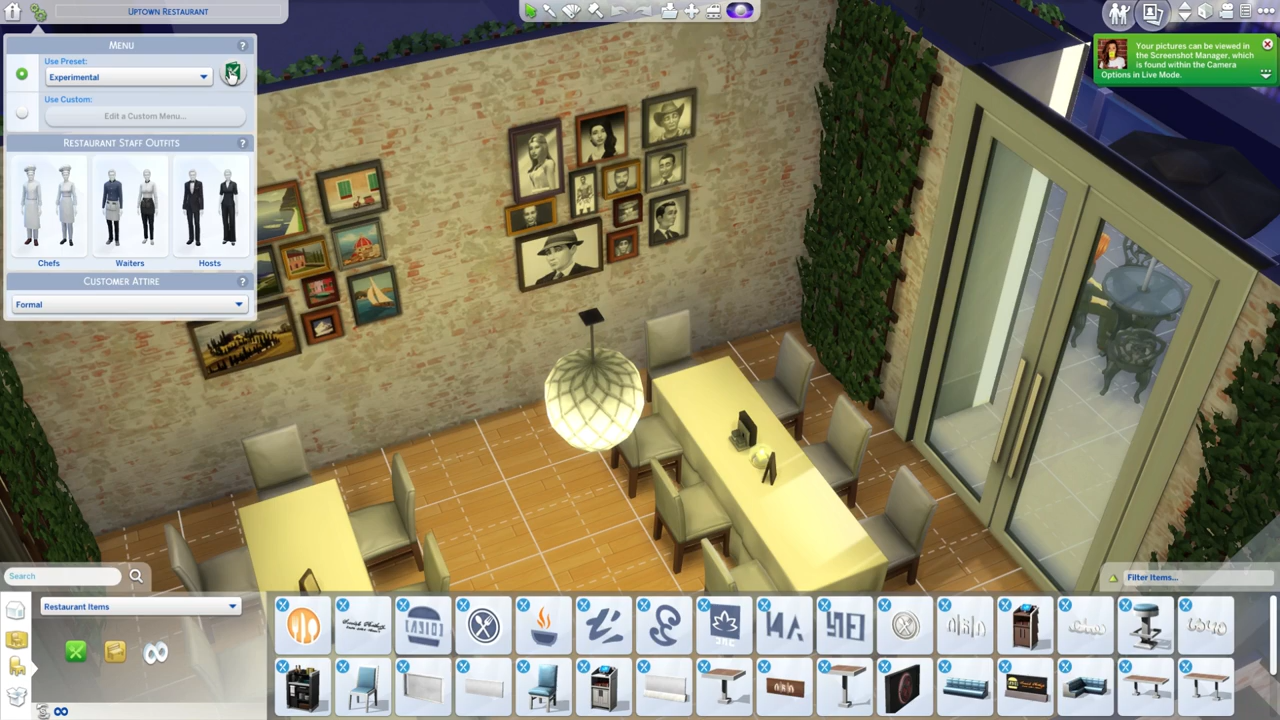 UPTOWN RESTAURANT
MENU
?
Use Preset:
Experimental
Use Custom:
Edit a Custom Menu...
RESTAURANT STAFF OUTFITS
?
Chefs
Waiters
Hosts
CUSTOMER ATTIRE
?
Formal
Your pictures can be viewed in
the Screenshot Manager, which
is found within the Camera
Options in Live Mode.
Search
Filter Items...
Restaurant Items